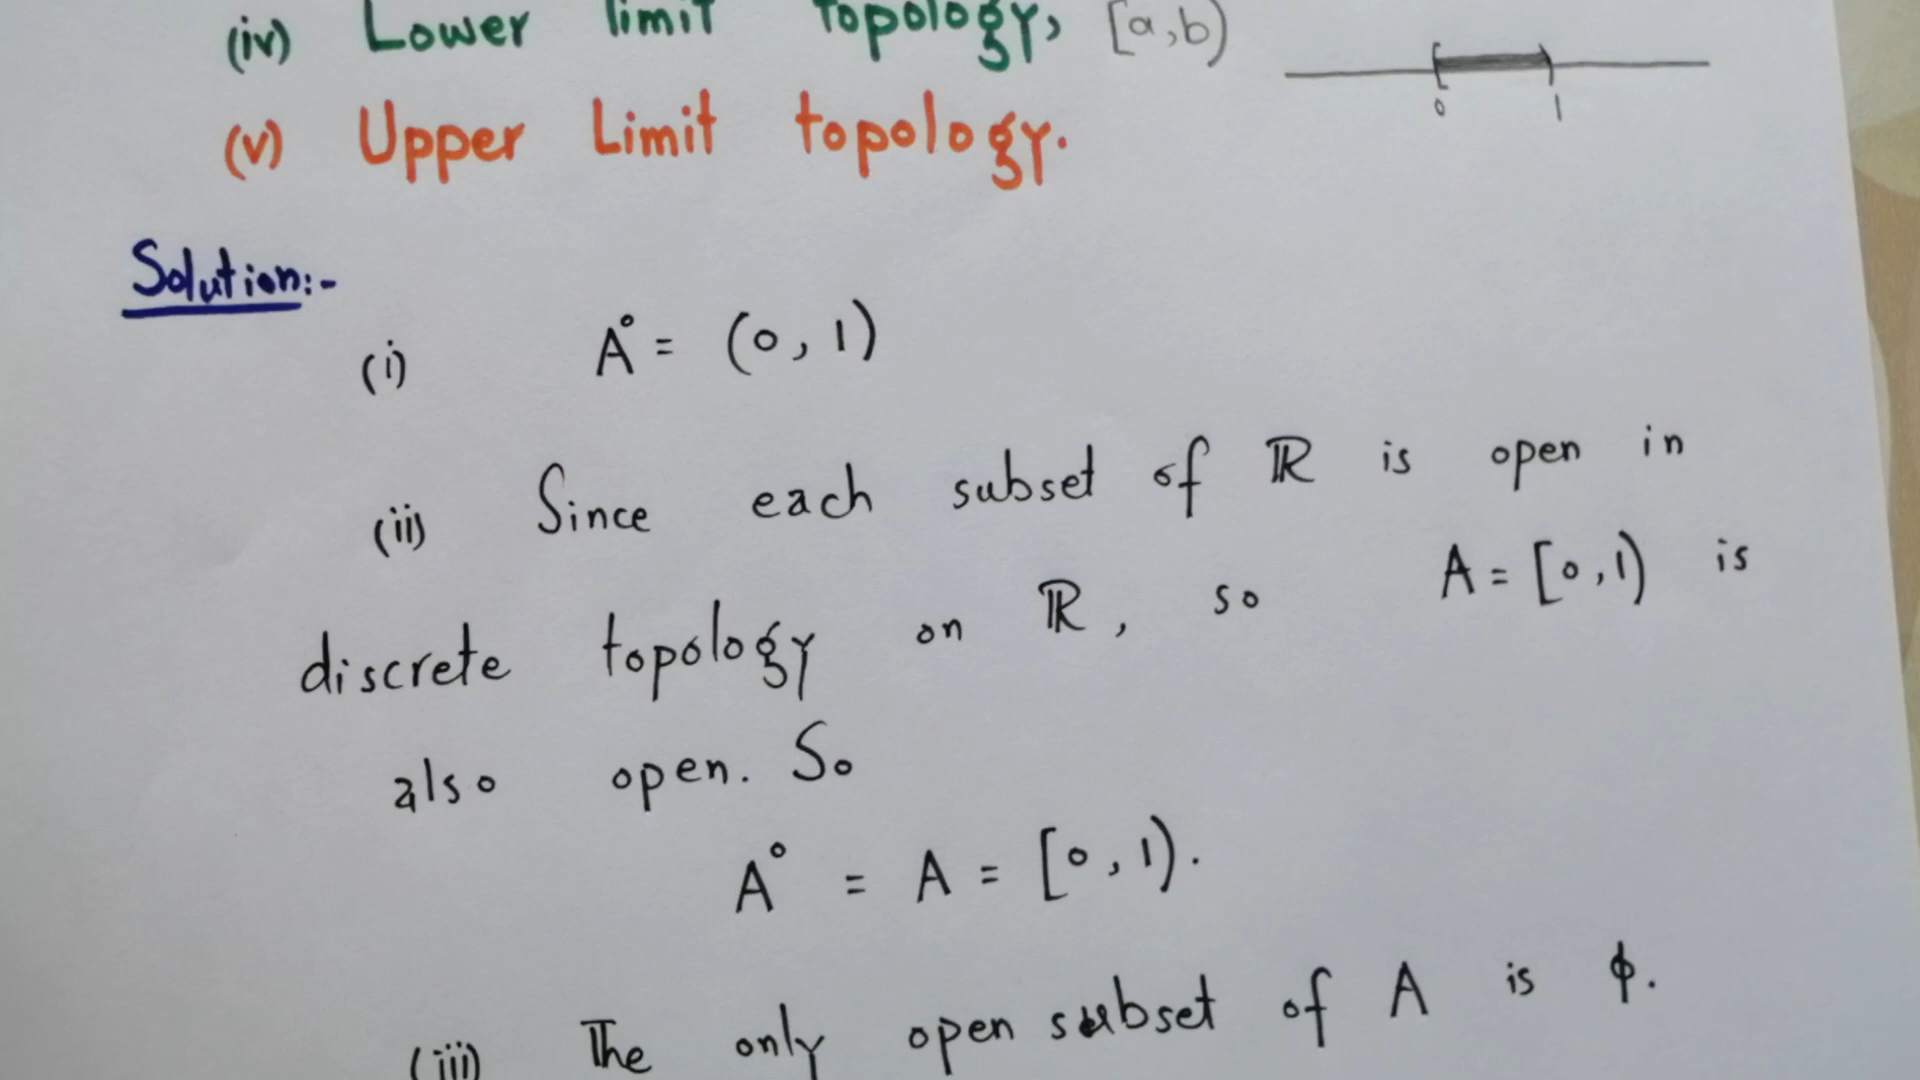 (iv) Lower limit topology, [a,b)
0 1
(v) Upper Limit topology.
Solution:-
(i) A° = (0, 1)
(ii) Since each subset of ℝ is open in
discrete topology on ℝ, so A = [0,1) is
also open. So
A° = A = [0,1).
(iii) The only open subset of A is ϕ.